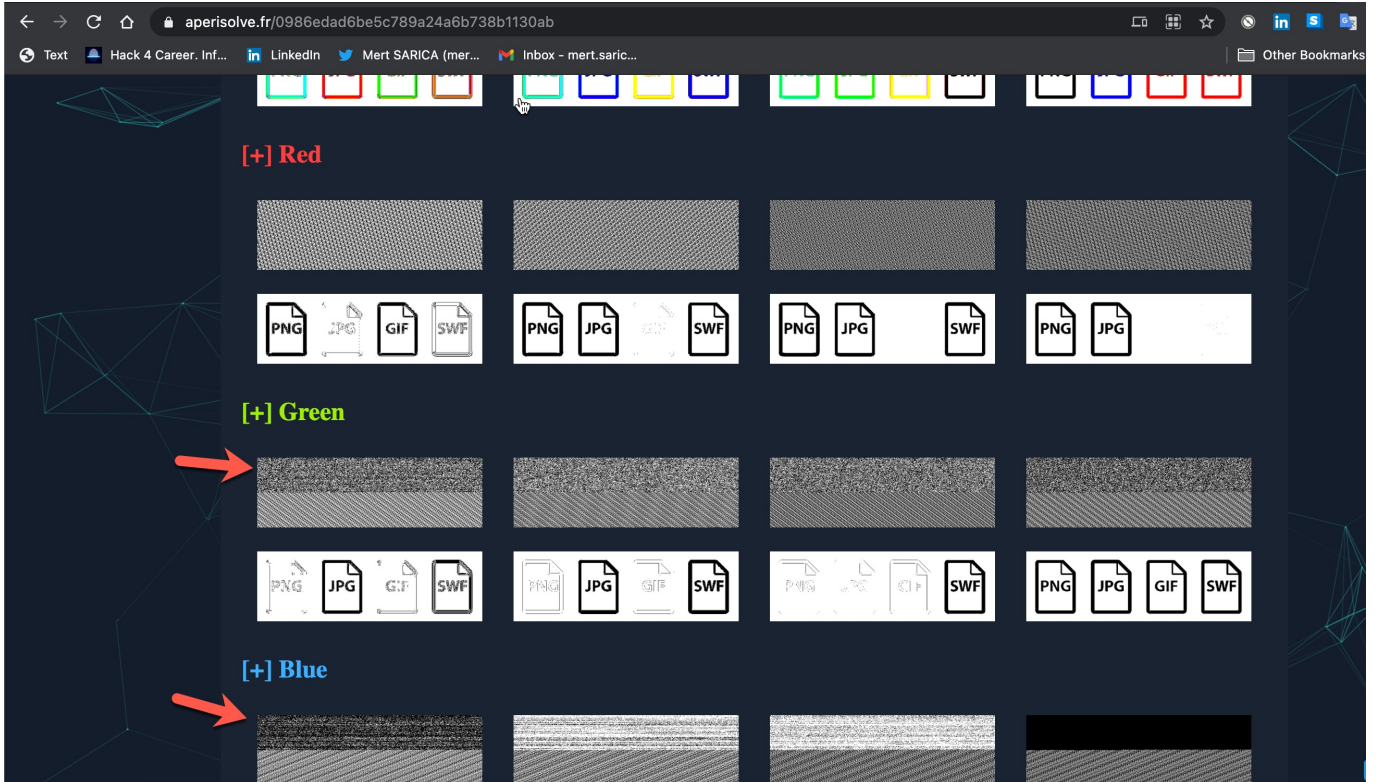 aperisolve.fr/0986edad6be5c789a24a6b738b1130ab
Text Hack 4 Career. Inf... LinkedIn Mert SARICA (mer... Inbox - mert.saric... Other Bookmarks
[+] Red
PNG JPG GIF SWF PNG JPG GIF SWF PNG JPG SWF PNG JPG
[+] Green
PNG JPG GIF SWF PNG JPG GIF SWF PNG JPG GIF SWF PNG JPG GIF SWF
[+] Blue